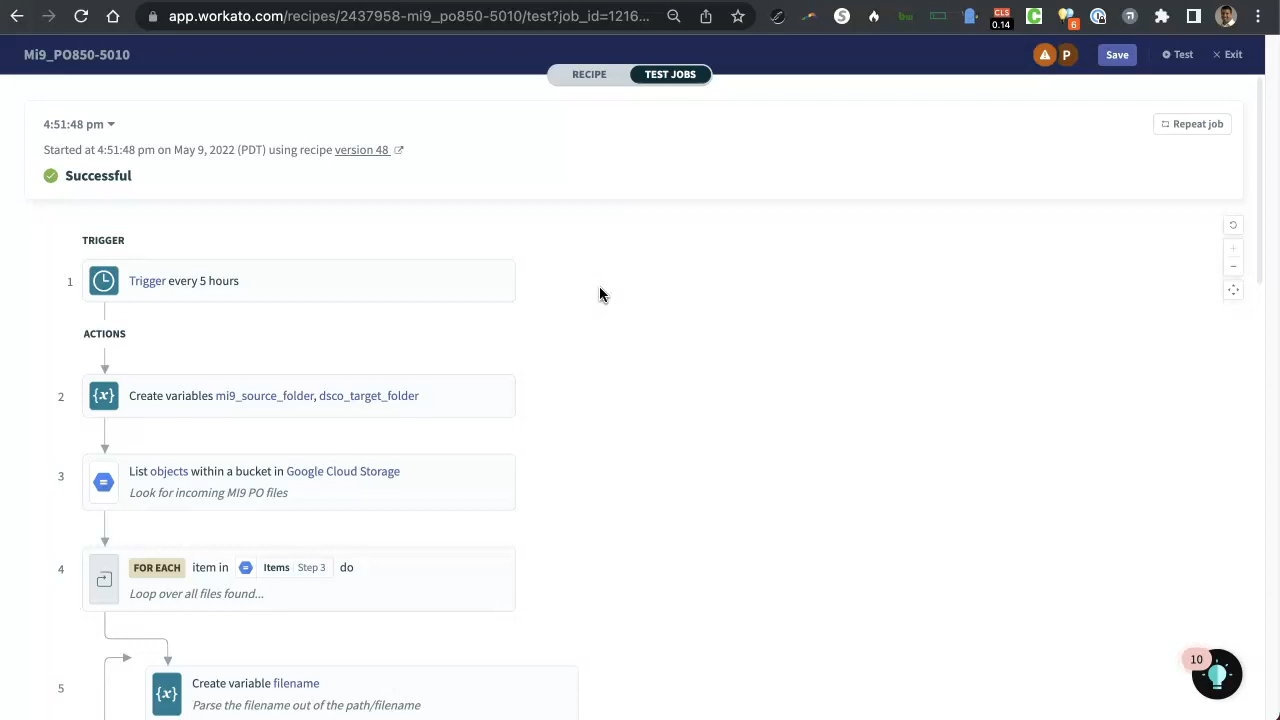 app.workato.com/recipes/2437958-mi9_po850-5010/test?job_id=1216...
CLS
0.14
6
Mi9_PO850-5010
P
Save
Test
Exit
RECIPE
TEST JOBS
4:51:48 pm
Repeat job
Started at 4:51:48 pm on May 9, 2022 (PDT) using recipe version 48
Successful
TRIGGER
1
Trigger every 5 hours
ACTIONS
2
{x}
Create variables mi9_source_folder, dsco_target_folder
3
List objects within a bucket in Google Cloud Storage
Look for incoming MI9 PO files
4
FOR EACH item in Items Step 3 do
Loop over all files found...
10
5
{x}
Create variable filename
Parse the filename out of the path/filename